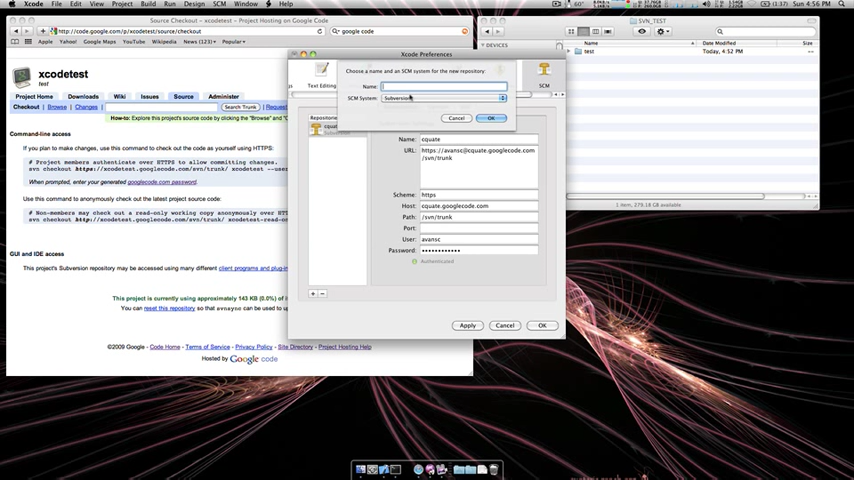 Xcode File Edit View Project Build Run Design SCM Window Help
Sun 4:56 PM
Source Checkout – xcodetest – Project Hosting on Google Code
http://code.google.com/p/xcodetest/source/checkout
google code
Apple Yahoo! Google Maps YouTube Wikipedia News (123) Popular
xcodetest
test
Project Home Downloads Wiki Issues Source Administer
Checkout | Browse | Changes | Search Trunk Request
How-to: Explore this project's source code by clicking the "Browse" and
Command-line access
If you plan to make changes, use this command to check out the code as yourself using HTTPS:
# Project members authenticate over HTTPS to allow committing changes.
svn checkout https://xcodetest.googlecode.com/svn/trunk/ xcodetest --use
When prompted, enter your generated googlecode.com password.
Use this command to anonymously check out the latest project source code:
# Non-members may check out a read-only working copy anonymously over HT
svn checkout http://xcodetest.googlecode.com/svn/trunk/ xcodetest-read-o
GUI and IDE access
This project's Subversion repository may be accessed using many different client programs and plug-in
This project is currently using approximately 143 KB (0.0%) of
You can reset this repository so that svnsync can be used to u
©2009 Google - Code Home - Terms of Service - Privacy Policy - Site Directory - Project Hosting Help
Hosted by Google code
Xcode Preferences
Text Editing
SCM
Choose a name and an SCM system for the new repository:
Name:
SCM System: Subversion
Cancel OK
Name: cquate
URL: https://avansc@cquate.googlecode.com
/svn/trunk
Scheme: https
Host: cquate.googlecode.com
Path: /svn/trunk
Port:
User: avansc
Password: ••••••••••••
Authenticated
+ −
Apply Cancel OK
SVN_TEST
DEVICES
Name Date Modified
test Today, 4:52 PM
1 item, 279.18 GB available